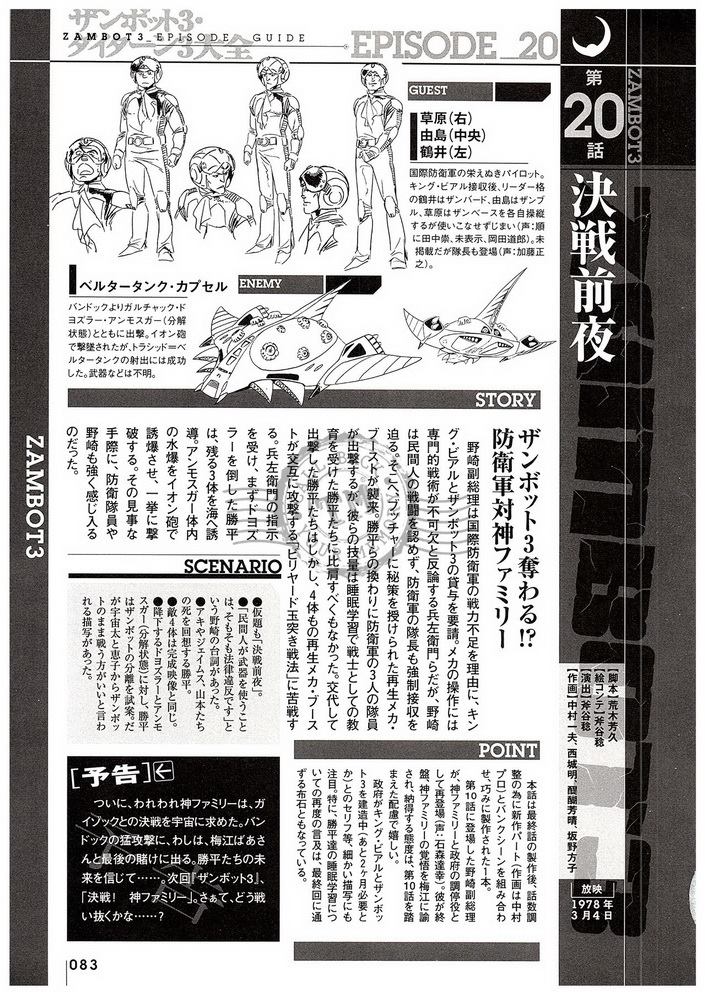 ザンボット3・
ダイターン3大全
ZAMBOT3_EPISODE GUIDE
EPISODE_20
第
20
話
決戦前夜
ZAMBOT3
GUEST
草原（右）
由島（中央）
鶴井（左）
国際防衛軍の栄えぬきパイロット。
キング・ビアル接収後、リーダー格
の鶴井はザンバード、由島はザンブ
ル、草原はザンベースを各自操縦
するが使いこなせずじまい（声：順
に田中崇、未表示、岡田道郎）。未
掲載だが隊長も登場（声：加藤正
之）。
ベルタータンク・カプセル
ENEMY
バンドックよりガルチャック・ド
ヨズラー・アンモスガー（分解
状態）とともに出撃。イオン砲
で撃墜されたが、トラシッド＝ベ
ルタータンクの射出には成功
した。武器などは不明。
STORY
ザンボット3奪わる!?
防衛軍対神ファミリー
野崎副総理は国際防衛軍の戦力不足を理由に、キン
グ・ビアルとザンボット3の貸与を要請。メカの操作には
専門的戦術が不可欠と反論する兵左衛門らだが、野崎
は民間人の戦闘を認めず、防衛軍の隊長も強制接収を
迫る。そこへブッチャーに秘策を授けられた再生メカ・
ブーストが襲来。勝平らの換わりに防衛軍の3人の隊員
が出撃するが、彼らの技量は睡眠学習で戦士としての教
育を受けた勝平たちに比肩すべくもなかった。交代して
出撃した勝平たちはしかし、4体もの再生メカ・ブース
トが交互に攻撃する「ビリヤード玉突き戦法」に苦戦す
る。兵左衛門の指示
を受け、まずドヨズ
ラーを倒した勝平
は、残る3体を海へ誘
導。アンモスガー体内
の水爆をイオン砲で
誘爆させ、一挙に撃
破する。その見事な
手際に、防衛隊員や
野崎も強く感じ入る
のだった。
【脚本】荒木芳久
【絵コンテ】斧谷稔
【演出】斧谷稔
【作画】中村一夫、西城明、醍醐芳晴、坂野方子
放映
1978年
3月4日
SCENARIO
●仮題も「決戦前夜」。
●「民間人が武器を使うこと
は、そもそも法律違反です」と
いう野崎の台詞があった。
●アキやジェイムス、山本たち
の死を回想する勝平。
●敵4体は完成映像と同じ。
●降下するドヨズラーとアンモ
スガー（分解状態）に対し、勝平
はザンボットの分離を試案。だ
が宇宙太と恵子からザンボッ
トのまま戦う方がいいと言わ
れる描写があった。
POINT
本話は最終話の製作後、話数調
整の為に新作パート（作画は中村
プロ）とバンク・シーンを組み合わ
せ、巧みに製作された1本。
第10話に登場した野崎副総理
が、神ファミリーと政府の調停役と
して再登場（声：石森達幸）。彼が終
盤、神ファミリーの覚悟を梅江に諭
され、納得する態度は、第10話を踏
まえた配慮で嬉しい。
政府がキング・ビアルとザンボッ
ト3を建造中（あと2ヶ月必要と
か）とのセリフ等、細かい描写にも
注目。特に、勝平達の睡眠学習につ
いての再度の言及は、最終回に通
ずる布石ともなっている。
［予告］
ついに、われわれ神ファミリーは、ガ
イゾックとの決戦を宇宙に求めた。バン
ドックの猛攻撃に、わしは、梅江ばあさ
んと最後の賭けに出る。勝平たちの未
来を信じて……。次回『ザンボット3』、
『決戦！ 神ファミリー』。さぁて、どう戦
い抜くかな……？
ZAMBOT3
083